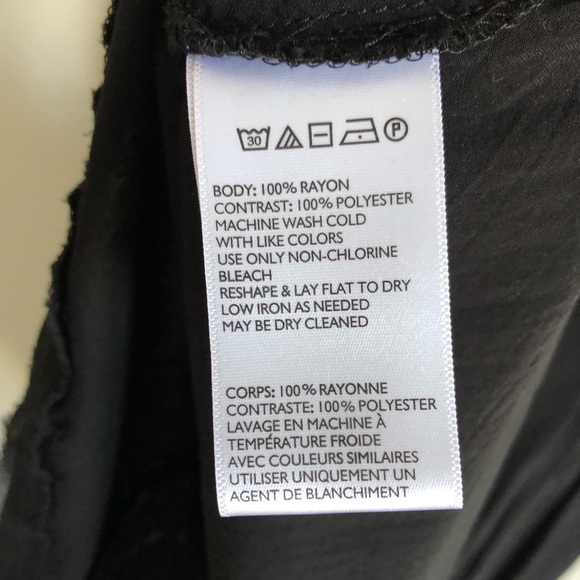 30 P
BODY: 100% RAYON
CONTRAST: 100% POLYESTER
MACHINE WASH COLD
WITH LIKE COLORS
USE ONLY NON-CHLORINE
BLEACH
RESHAPE & LAY FLAT TO DRY
LOW IRON AS NEEDED
MAY BE DRY CLEANED
CORPS: 100% RAYONNE
CONTRASTE: 100% POLYESTER
LAVAGE EN MACHINE À
TEMPÉRATURE FROIDE
AVEC COULEURS SIMILAIRES
UTILISER UNIQUEMENT UN
AGENT DE BLANCHIMENT